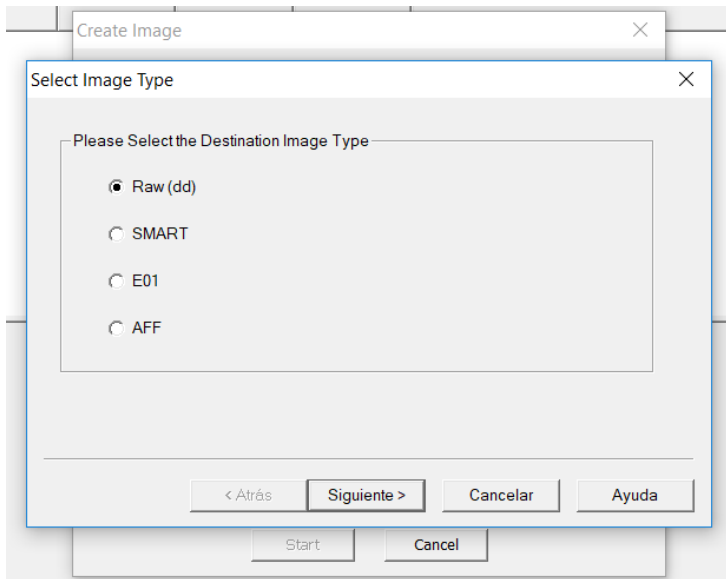 Create Image
Select Image Type
Please Select the Destination Image Type
Raw (dd)
SMART
E01
AFF
< Atrás Siguiente > Cancelar Ayuda
Start Cancel